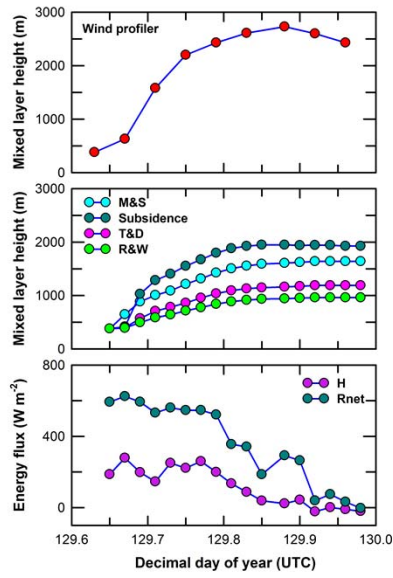 3000
Wind profiler
2000
1000
0
Mixed layer height (m)
3000
M&S
Subsidence
T&D
R&W
2000
1000
0
Mixed layer height (m)
800
H
Rnet
400
0
Energy flux (W m⁻²)
129.6 129.7 129.8 129.9 130.0
Decimal day of year (UTC)